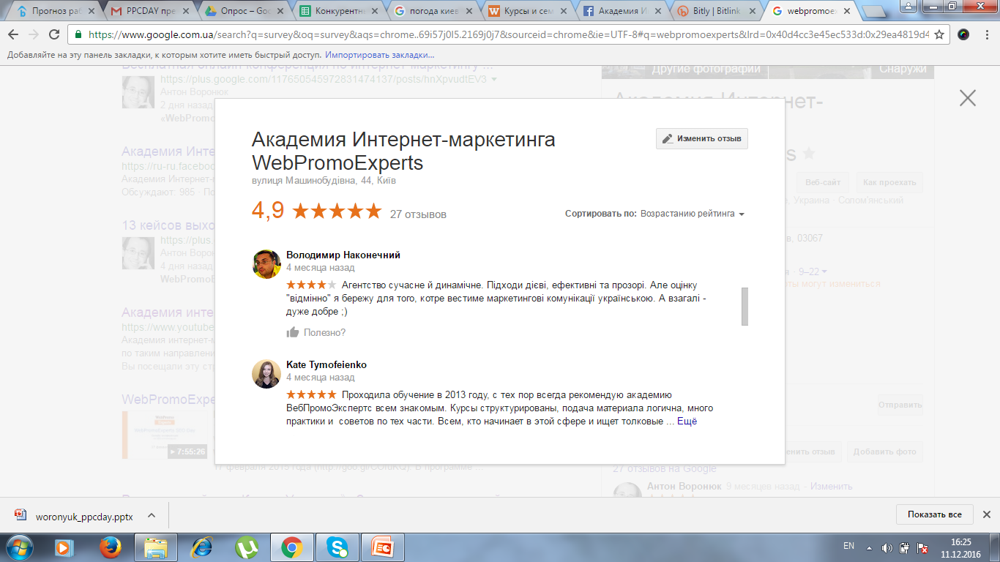 Прогноз раб
PPCDAY пре
Опрос – Goo
Конкурентн
погода киев
Курсы и сем
Академия И
Bitly | Bitlink
webpromoex
https://www.google.com.ua/search?q=survey&oq=survey&aqs=chrome..69i57j0l5.2169j0j7&sourceid=chrome&ie=UTF-8#q=webpromoexperts&lrd=0x40d4cc3e45ec533d:0x29ea4819d4
Добавляйте на эту панель закладки, к которым хотите иметь быстрый доступ. Импортировать закладки...
https://plus.google.com/117650545972831474137/posts/hnXpvudtEV3
Антон Воронюк
2 дня назад
«WebPromo
Другие фотографии
Снаружи
Академия Интернет-
Академия Инте
https://ru-ru.faceboo
Академия Интернет-м
Обсуждают: 985 · По
13 кейсов выхо
https://plus.
Антон Воро
4 дня назад
WebPromoE
Академия инте
https://www.youtube
Академия интернет-м
по таким направлени
Вы посещали эту стр
WebPromoExpe
7:55:26
Академия Интернет-маркетинга
WebPromoExperts
вулиця Машинобудівна, 44, Київ
Изменить отзыв
4,9
27 отзывов
Сортировать по: Возрастанию рейтинга
Володимир Наконечний
4 месяца назад
Агентство сучасне й динамічне. Підходи дієві, ефективні та прозорі. Але оцінку
"відмінно" я бережу для того, котре вестиме маркетингові комунікації українською. А взагалі -
дуже добре ;)
Полезно?
Kate Tymofeienko
4 месяца назад
Проходила обучение в 2013 году, с тех пор всегда рекомендую академию
ВебПромоЭкспертс всем знакомым. Курсы структурированы, подача материала логична, много
практики и советов по тех части. Всем, кто начинает в этой сфере и ищет толковые ... Ещё
Веб-сайт
Как проехать
, Украина · Солом'янський
в, 03067
· 9–22
ты могут измениться
Отправить
енить отзыв
Добавить фото
27 отзывов на Google
Антон Воронюк 9 месяцев назад - Изменить
woronyuk_ppcday.pptx
Показать все
EN
16:25
11.12.2016